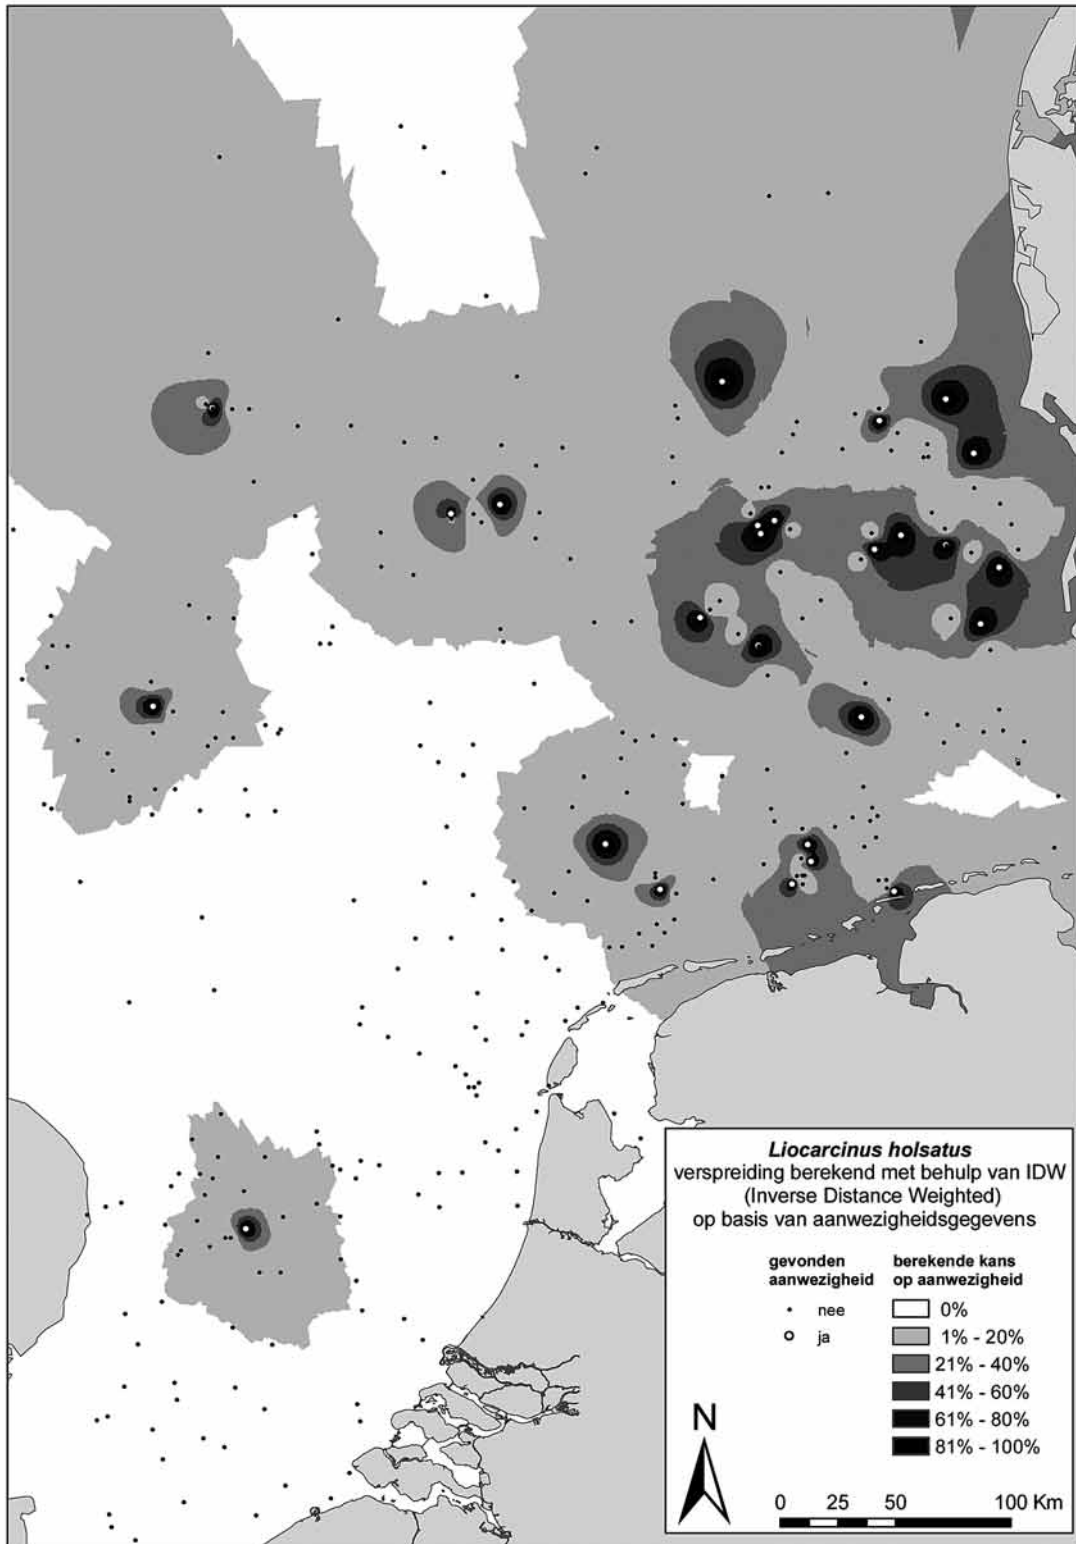 Liocarcinus holsatus
verspreiding berekend met behulp van IDW
(Inverse Distance Weighted)
op basis van aanwezigheidsgegevens
gevonden
aanwezigheid
nee
ja
berekende kans
op aanwezigheid
0%
1% - 20%
21% - 40%
41% - 60%
61% - 80%
81% - 100%
N
0 25 50 100 Km